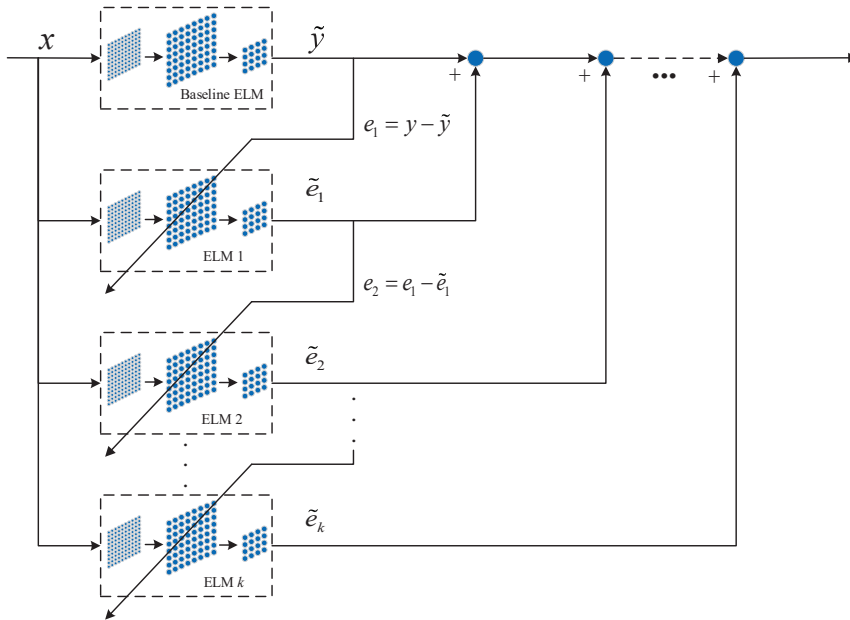 x
ỹ
Baseline ELM
+
+
...
+
e₁ = y − ỹ
ẽ₁
ELM 1
e₂ = e₁ − ẽ₁
ẽ₂
ELM 2
ẽₖ
ELM k